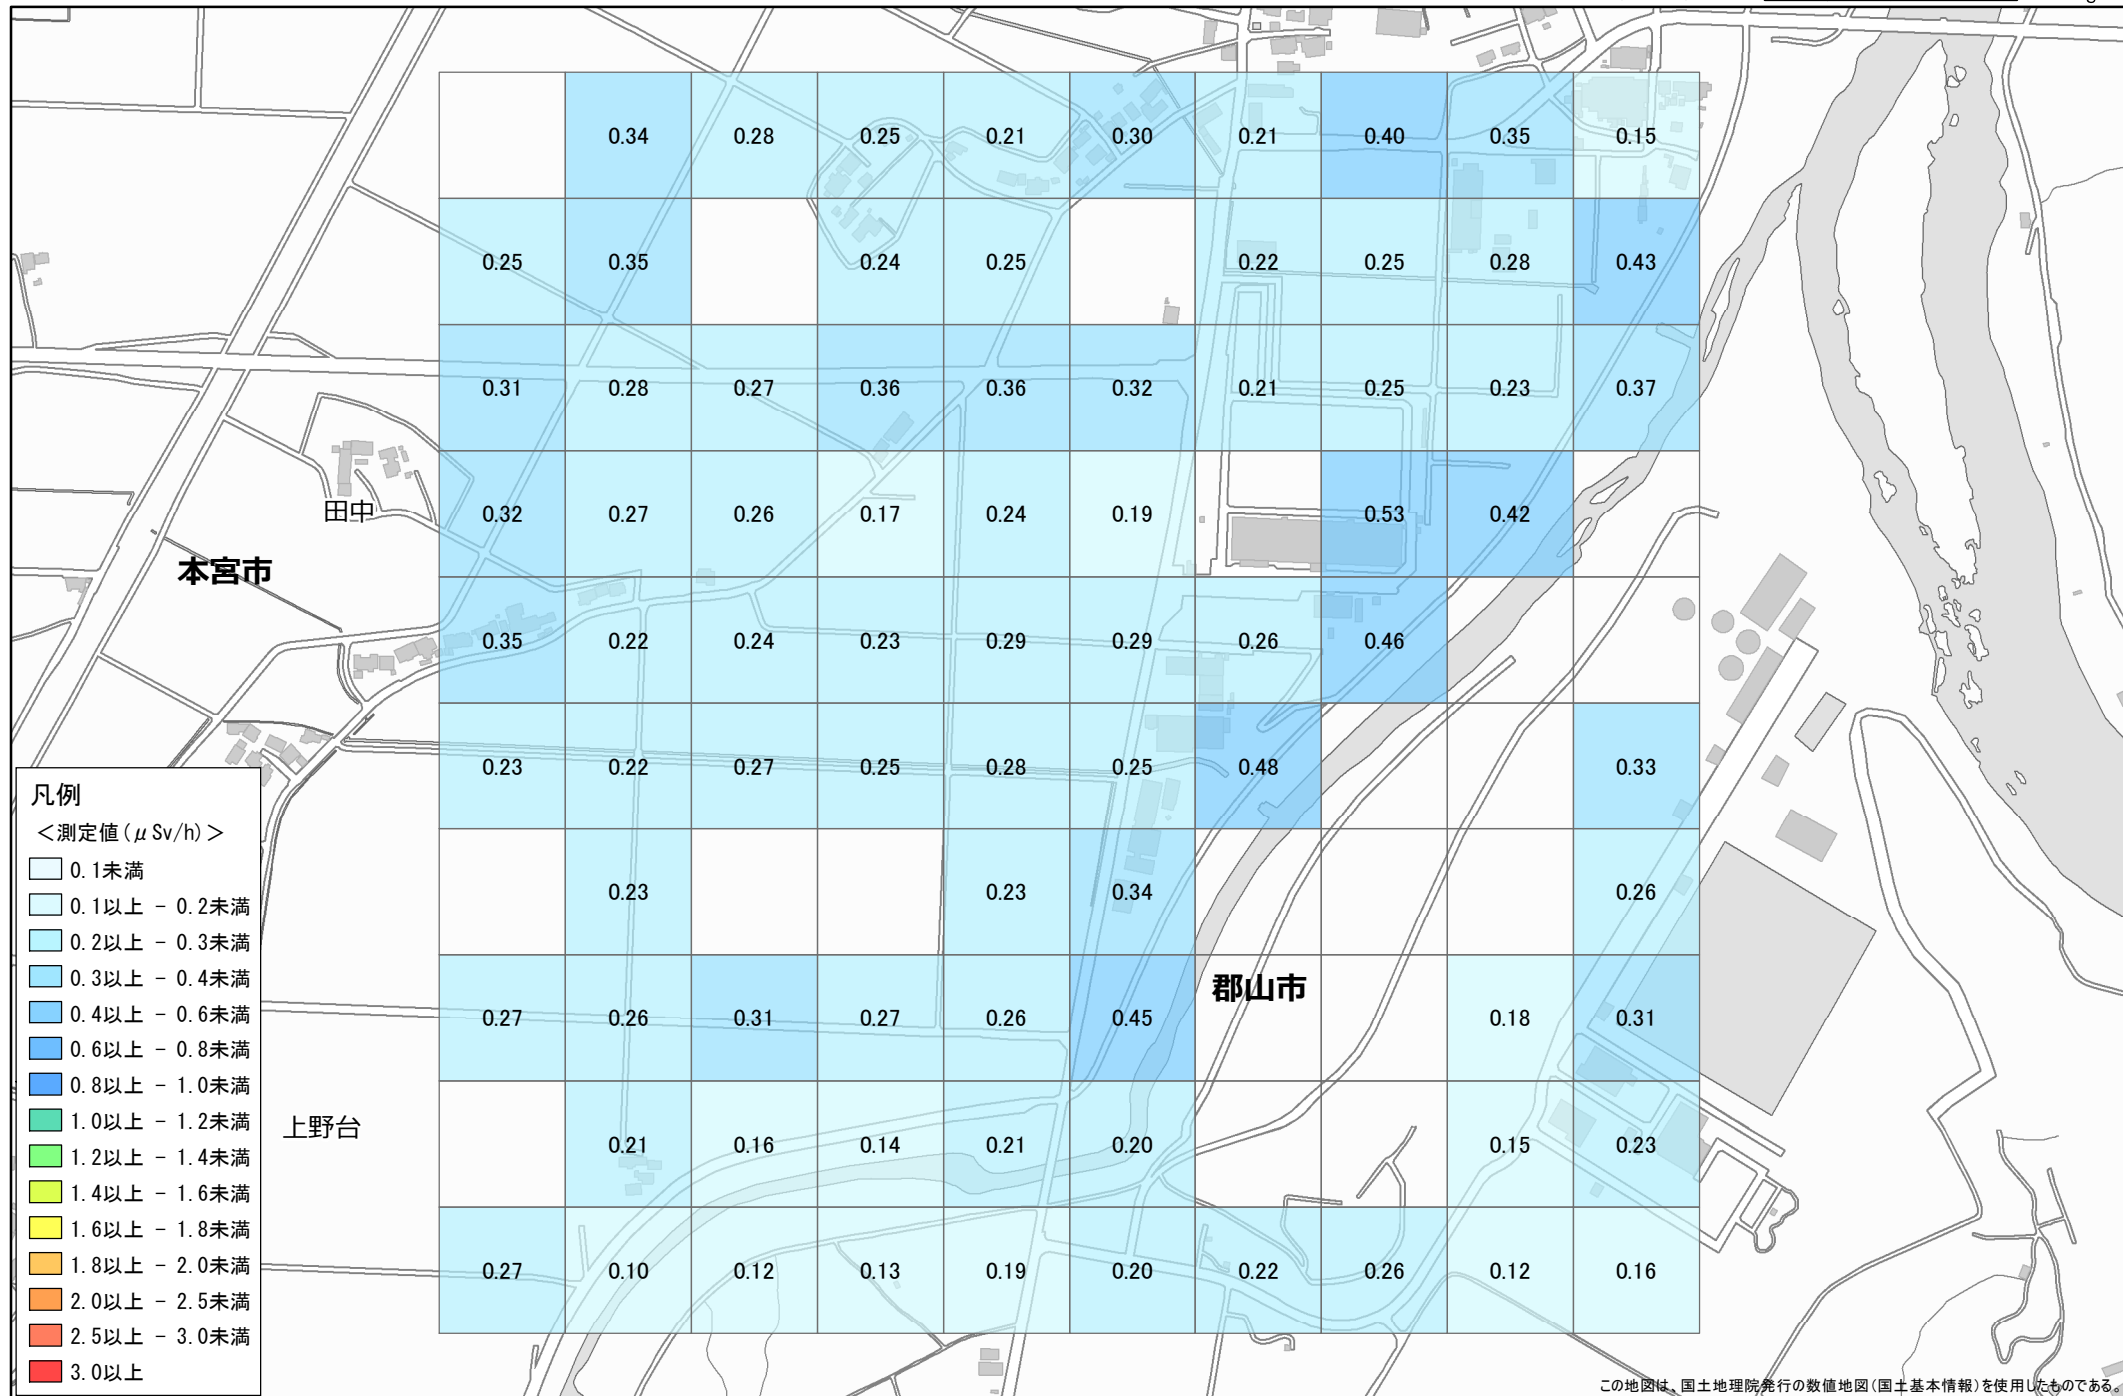 0.34 0.28 0.25 0.21 0.30 0.21 0.40 0.35 0.15
0.25 0.35 0.24 0.25 0.22 0.25 0.28 0.43
0.31 0.28 0.27 0.36 0.36 0.32 0.21 0.25 0.23 0.37
田中
0.32 0.27 0.26 0.17 0.24 0.19 0.53 0.42
本宮市
0.35 0.22 0.24 0.23 0.29 0.29 0.26 0.46
0.23 0.22 0.27 0.25 0.28 0.25 0.48 0.33
0.23 0.23 0.34 0.26
郡山市
0.27 0.26 0.31 0.27 0.26 0.45 0.18 0.31
上野台
0.21 0.16 0.14 0.21 0.20 0.15 0.23
0.27 0.10 0.12 0.13 0.19 0.20 0.22 0.26 0.12 0.16
凡例
＜測定値(μSv/h)＞
0.1未満
0.1以上 － 0.2未満
0.2以上 － 0.3未満
0.3以上 － 0.4未満
0.4以上 － 0.6未満
0.6以上 － 0.8未満
0.8以上 － 1.0未満
1.0以上 － 1.2未満
1.2以上 － 1.4未満
1.4以上 － 1.6未満
1.6以上 － 1.8未満
1.8以上 － 2.0未満
2.0以上 － 2.5未満
2.5以上 － 3.0未満
3.0以上
この地図は、国土地理院発行の数値地図(国土基本情報)を使用したものである。